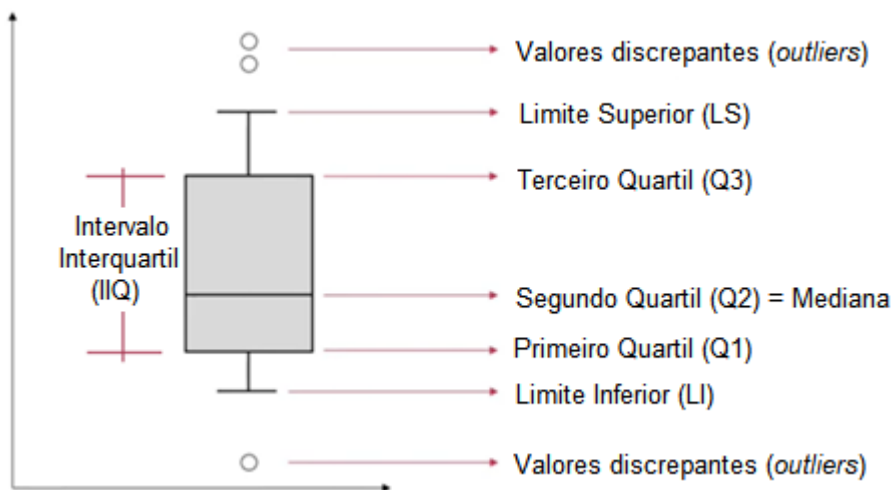 Valores discrepantes (outliers)
Limite Superior (LS)
Terceiro Quartil (Q3)
Intervalo
Interquartil
(IIQ)
Segundo Quartil (Q2) = Mediana
Primeiro Quartil (Q1)
Limite Inferior (LI)
Valores discrepantes (outliers)